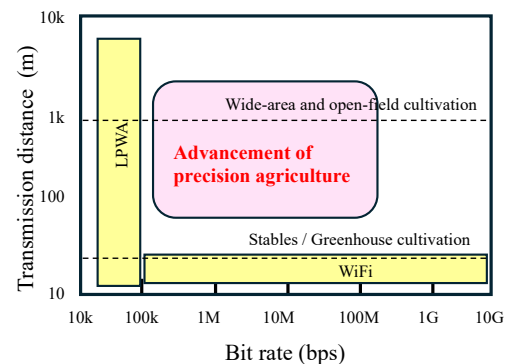 10k
Transmission distance (m)
1k
100
10
LPWA
Wide-area and open-field cultivation
Advancement of
precision agriculture
Stables / Greenhouse cultivation
WiFi
10k 100k 1M 10M 100M 1G 10G
Bit rate (bps)